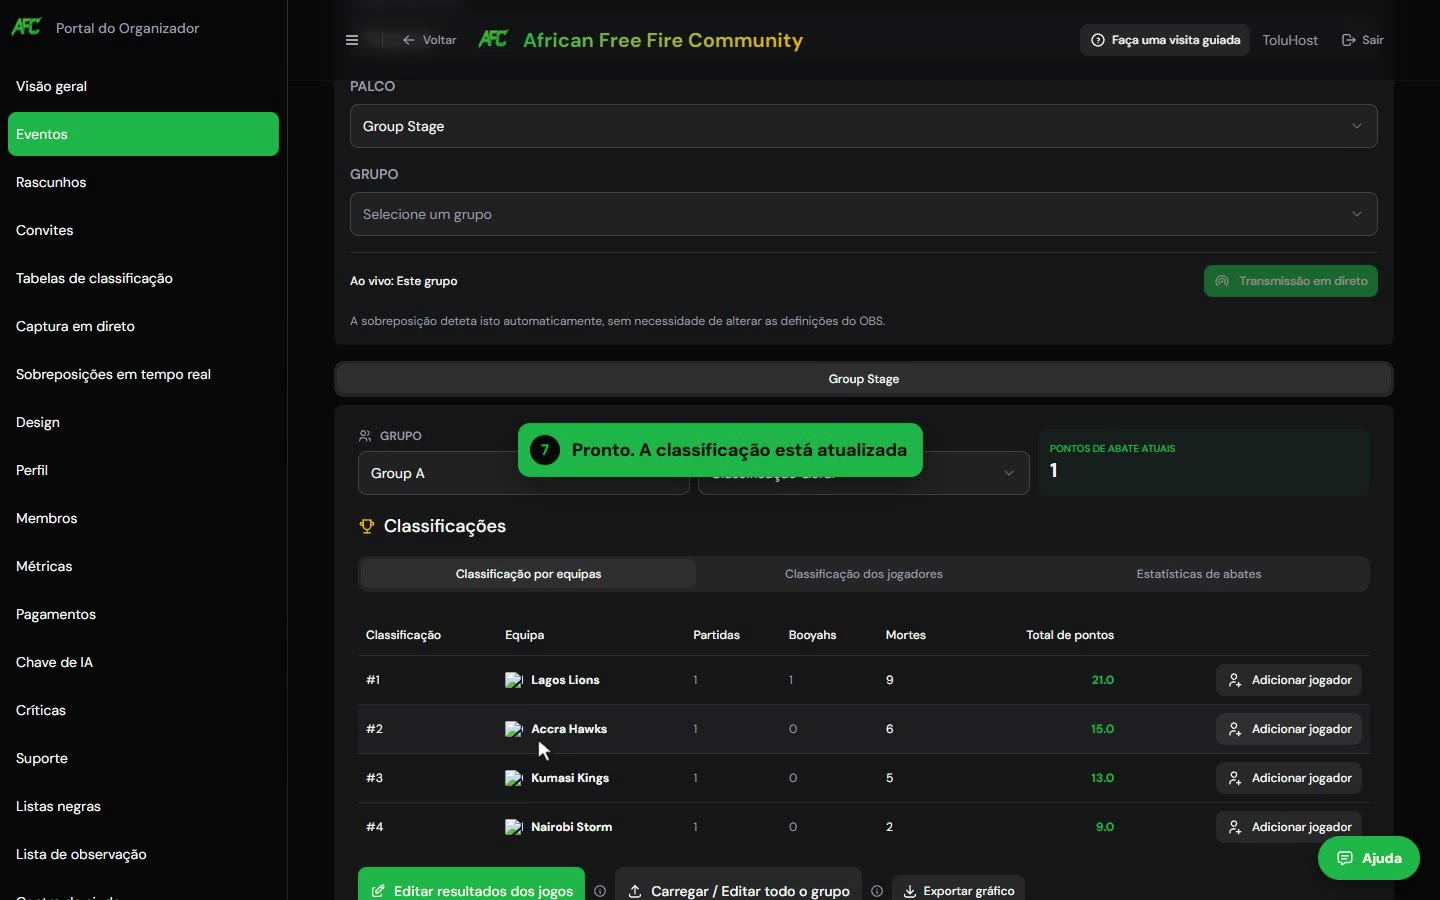 AFC Portal do Organizador
Visão geral
Eventos
Rascunhos
Convites
Tabelas de classificação
Captura em direto
Sobreposições em tempo real
Design
Perfil
Membros
Métricas
Pagamentos
Chave de IA
Críticas
Suporte
Listas negras
Lista de observação
Voltar
AFC African Free Fire Community
Faça uma visita guiada
ToluHost
Sair
PALCO
Group Stage
GRUPO
Selecione um grupo
Ao vivo: Este grupo
Transmissão em direto
A sobreposição deteta isto automaticamente, sem necessidade de alterar as definições do OBS.
Group Stage
GRUPO
Group A
7 Pronto. A classificação está atualizada
PONTOS DE ABATE ATUAIS
1
Classificações
Classificação por equipas Classificação dos jogadores Estatísticas de abates
Classificação Equipa Partidas Booyahs Mortes Total de pontos
#1 Lagos Lions 1 1 9 21.0 Adicionar jogador
#2 Accra Hawks 1 0 6 15.0 Adicionar jogador
#3 Kumasi Kings 1 0 5 13.0 Adicionar jogador
#4 Nairobi Storm 1 0 2 9.0 Adicionar jogador
Editar resultados dos jogos Carregar / Editar todo o grupo Exportar gráfico
Ajuda